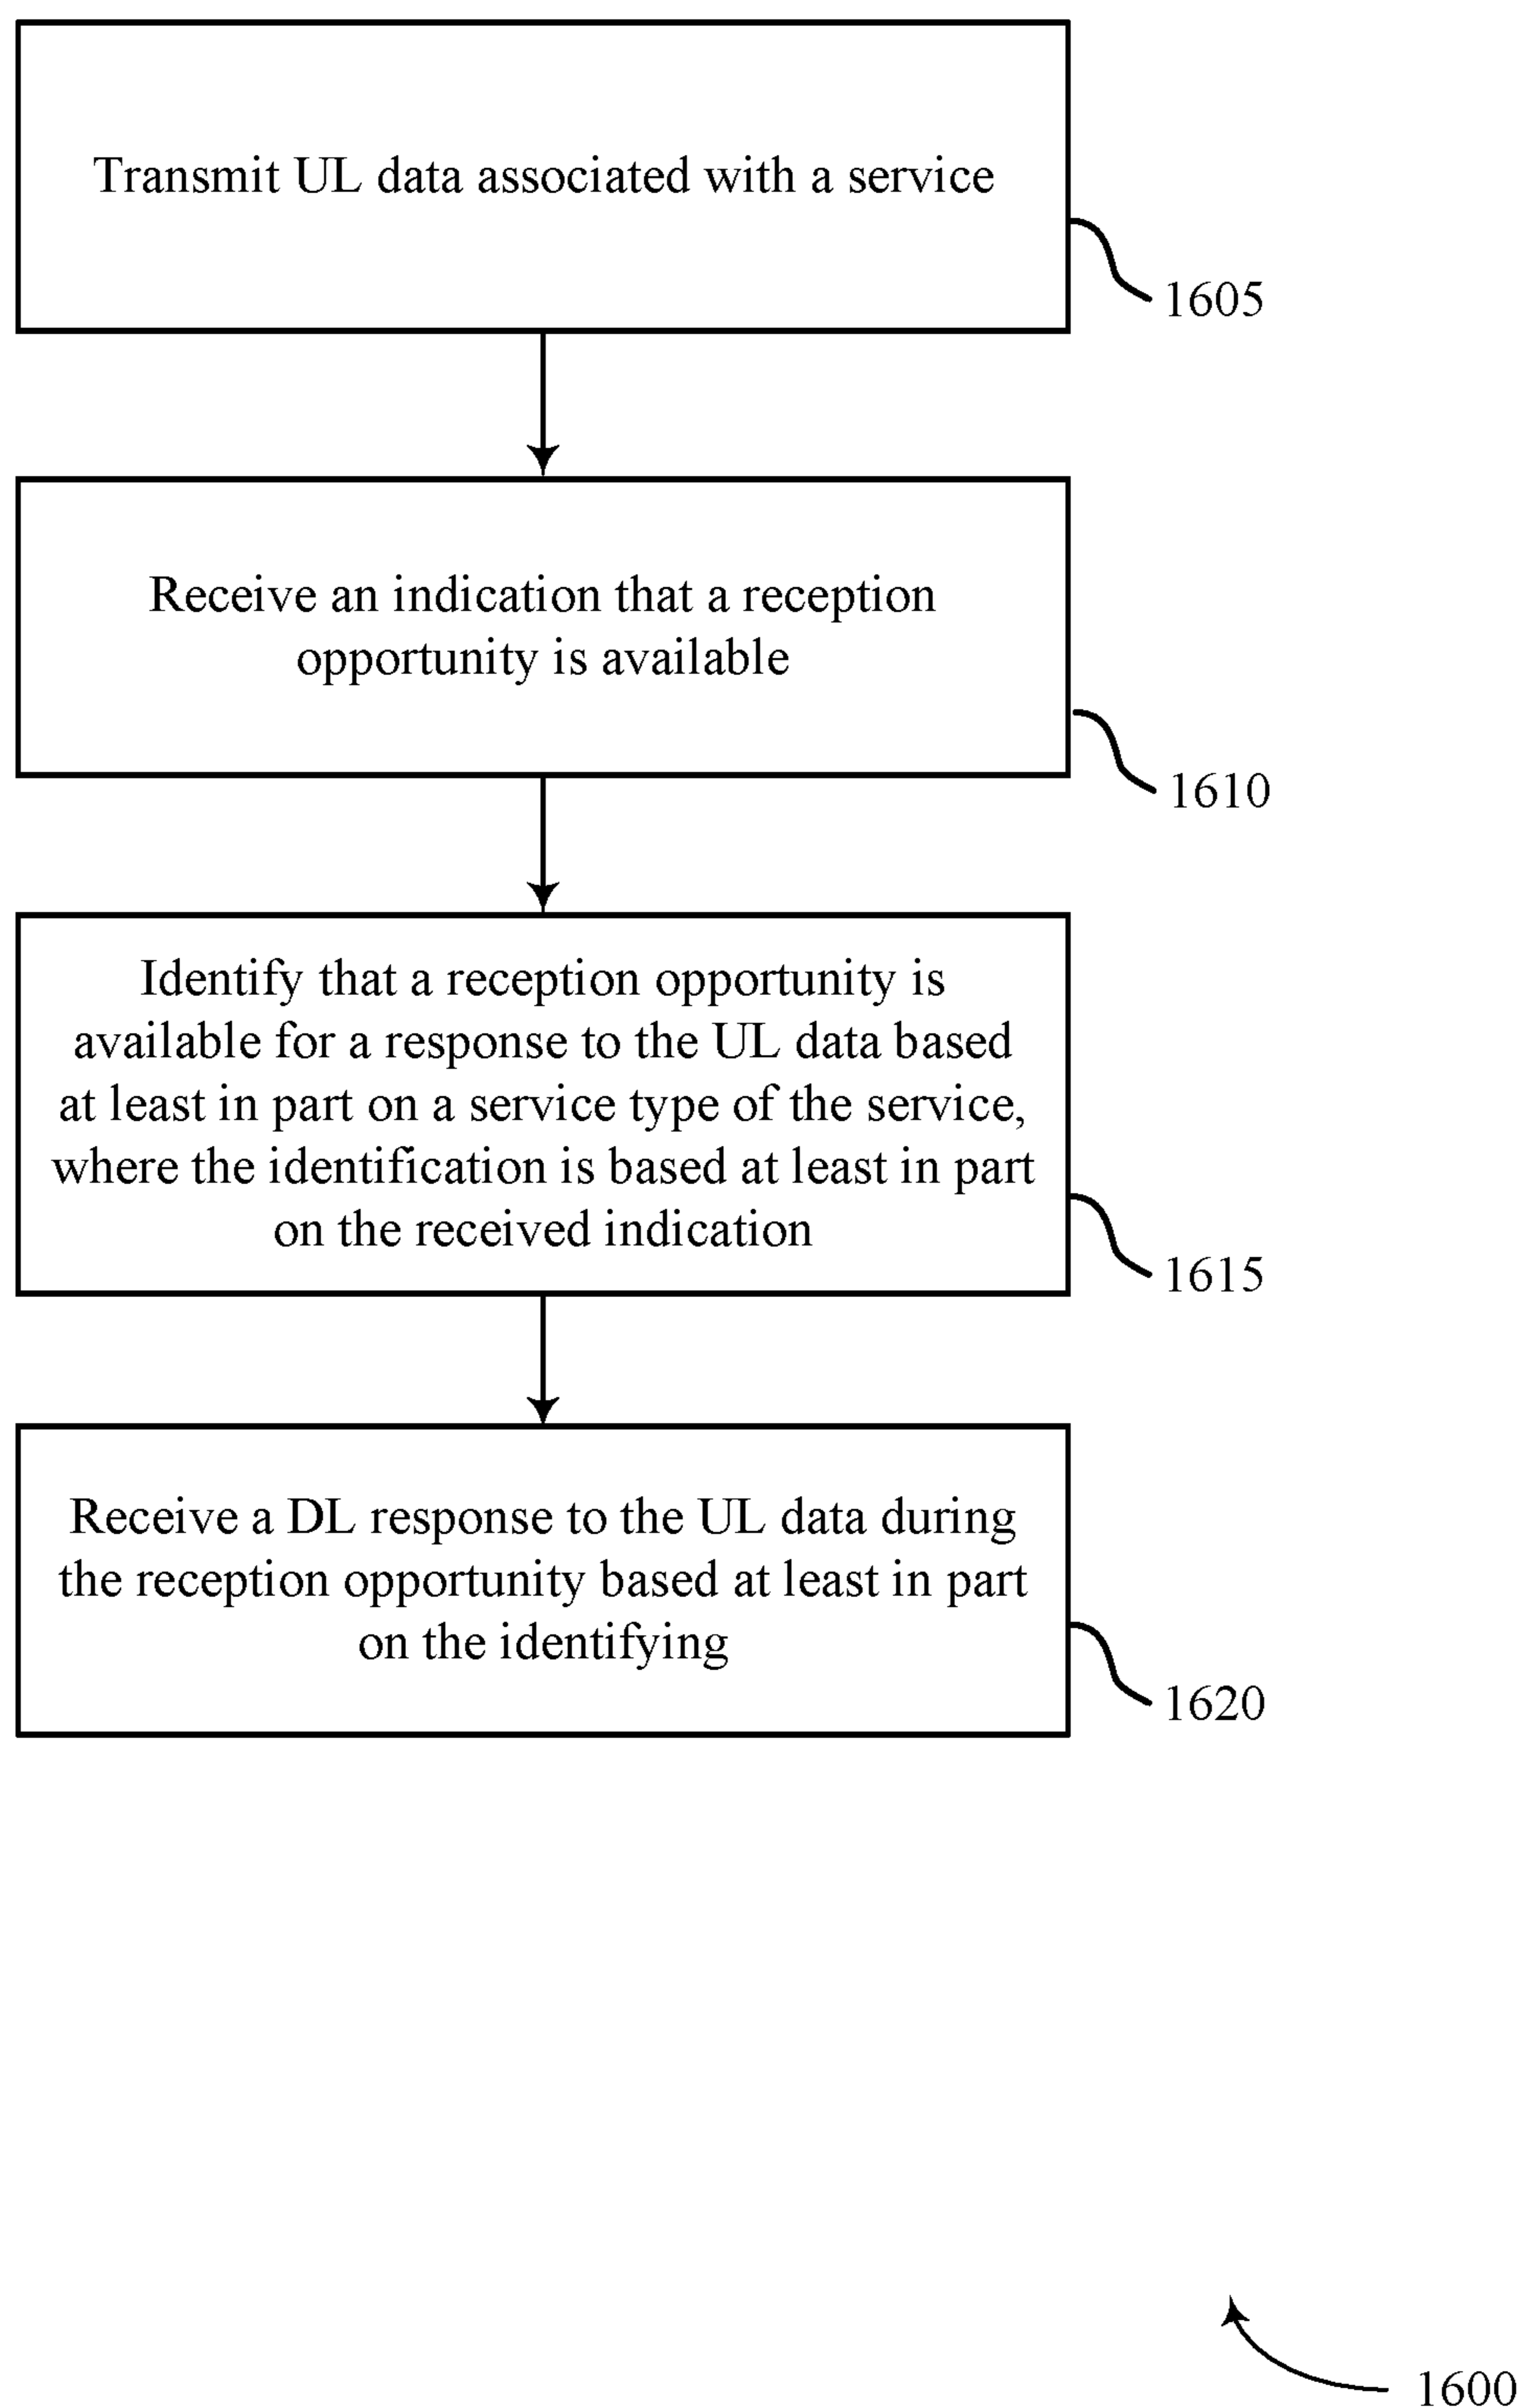 Transmit UL data associated with a service
1605
Receive an indication that a reception
opportunity is available
1610
Identify that a reception opportunity is
available for a response to the UL data based
at least in part on a service type of the service,
where the identification is based at least in part
on the received indication
1615
Receive a DL response to the UL data during
the reception opportunity based at least in part
on the identifying
1620
1600